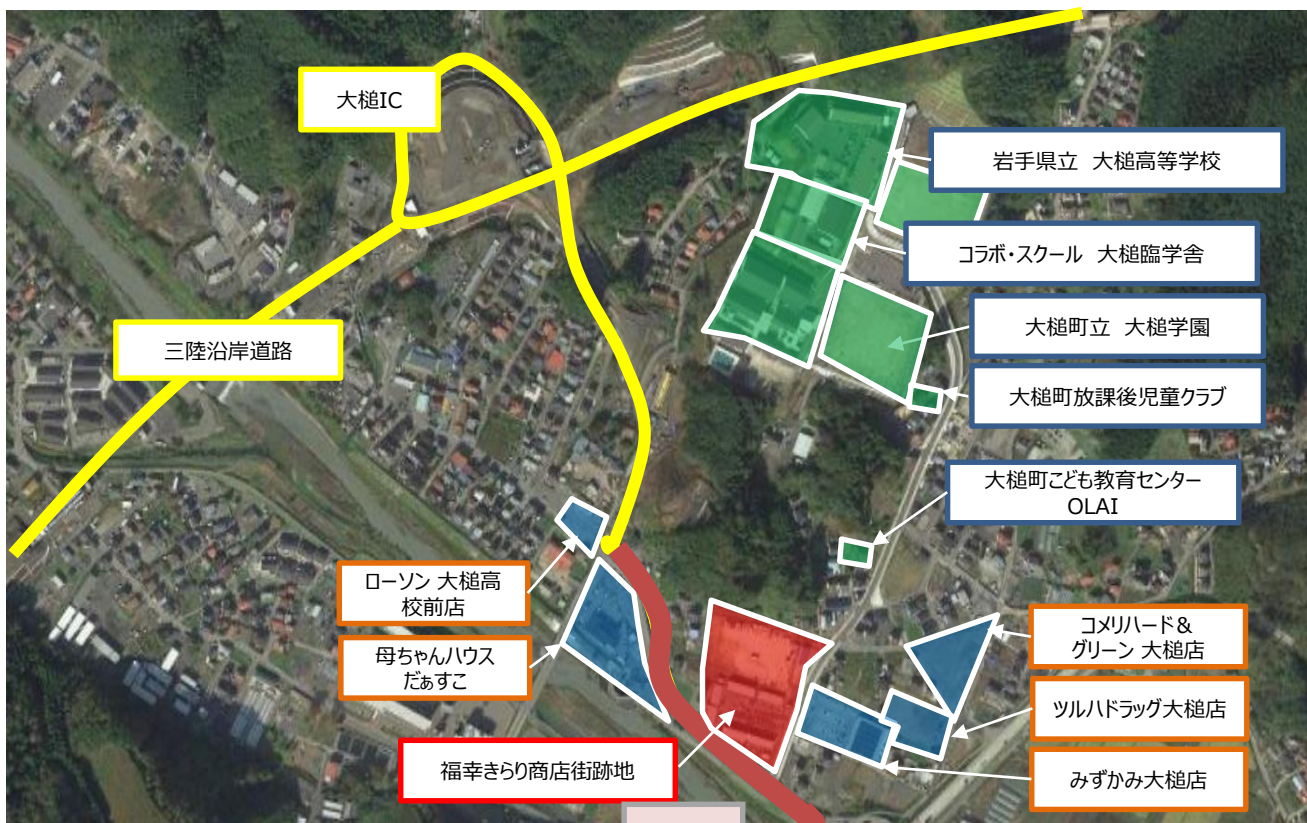 大槌IC
岩手県立 大槌高等学校
コラボ・スクール 大槌臨学舎
大槌町立 大槌学園
三陸沿岸道路
大槌町放課後児童クラブ
大槌町こども教育センター
OLAI
ローソン 大槌高
校前店
母ちゃんハウス
だぁすこ
コメリハード＆
グリーン 大槌店
ツルハドラッグ大槌店
福幸きらり商店街跡地
みずかみ大槌店